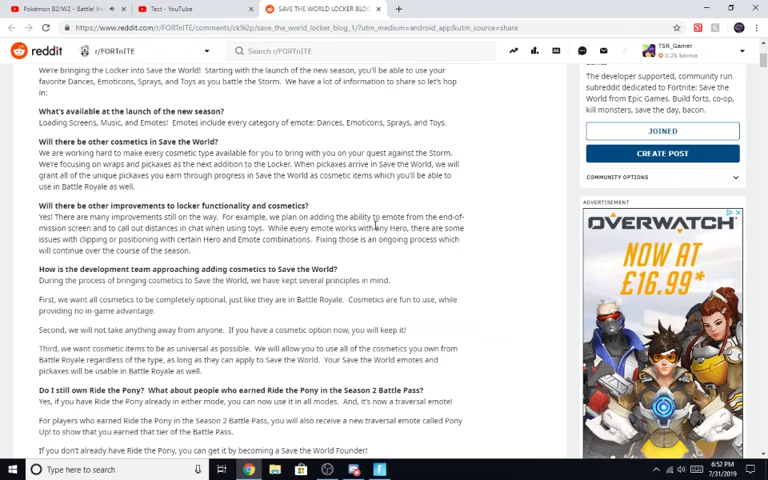 Pokémon B2/W2 - Battle! 
Tact - YouTube
SAVE THE WORLD LOCKER BLOG
https://www.reddit.com/r/FORTnITE/comments/ck9i2p/save_the_world_locker_blog_1/?utm_medium=android_app&utm_source=share
reddit
r/FORTnITE
Search r/FORTnITE
TSR_Gamer
3.2k karma
We're bringing the Locker into Save the World! Starting with the launch of the new season, you'll be able to use your
favorite Dances, Emoticons, Sprays, and Toys as you battle the Storm. We have a lot of information to share so let's hop
in:
What's available at the launch of the new season?
Loading Screens, Music, and Emotes! Emotes include every category of emote: Dances, Emoticons, Sprays, and Toys.
Will there be other cosmetics in Save the World?
We are working hard to make every cosmetic type available for you to bring with you on your quest against the Storm.
We're focusing on wraps and pickaxes as the next addition to the Locker. When pickaxes arrive in Save the World, we will
grant all of the unique pickaxes you earn through progress in Save the World as cosmetic items which you'll be able to
use in Battle Royale as well.
Will there be other improvements to locker functionality and cosmetics?
Yes! There are many improvements still on the way. For example, we plan on adding the ability to emote from the end-of-
mission screen and to call out distances in chat when using toys. While every emote works with any Hero, there are some
issues with clipping or positioning with certain Hero and Emote combinations. Fixing those is an ongoing process which
will continue over the course of the season.
How is the development team approaching adding cosmetics to Save the World?
During the process of bringing cosmetics to Save the World, we have kept several principles in mind.
First, we want all cosmetics to be completely optional, just like they are in Battle Royale. Cosmetics are fun to use, while
providing no in-game advantage.
Second, we will not take anything away from anyone. If you have a cosmetic option now, you will keep it!
Third, we want cosmetic items to be as universal as possible. We will allow you to use all of the cosmetics you own from
Battle Royale regardless of the type, as long as they can apply to Save the World. Your Save the World emotes and
pickaxes will be usable in Battle Royale as well.
Do I still own Ride the Pony? What about people who earned Ride the Pony in the Season 2 Battle Pass?
Yes, if you have Ride the Pony already in either mode, you can now use it in all modes. And, it's now a traversal emote!
For players who earned Ride the Pony in the Season 2 Battle Pass, you will also receive a new traversal emote called Pony
Up! to show that you earned that tier of the Battle Pass.
If you don't already have Ride the Pony, you can get it by becoming a Save the World Founder!
The developer supported, community run
subreddit dedicated to Fortnite: Save the
World from Epic Games. Build forts, co-op,
kill monsters, save the day, bacon.
JOINED
CREATE POST
COMMUNITY OPTIONS
ADVERTISEMENT
OVERWATCH
NOW AT
£16.99*
Type here to search
6:52 PM
7/31/2019